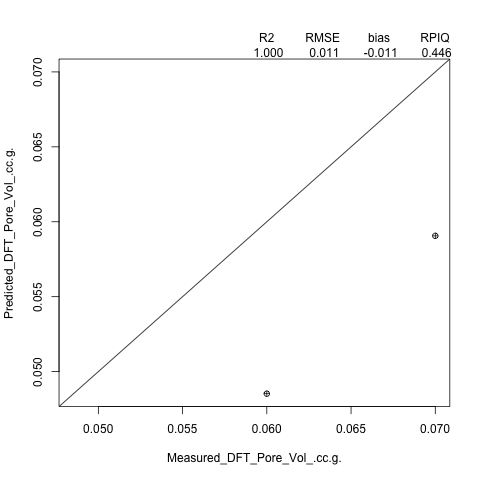 R2 RMSE bias RPIQ
1.000 0.011 -0.011 0.446
0.070
0.065
0.060
0.055
0.050
Predicted_DFT_Pore_Vol_.cc.g.
0.050 0.055 0.060 0.065 0.070
Measured_DFT_Pore_Vol_.cc.g.